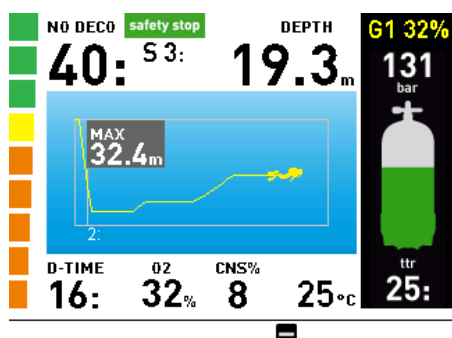 NO DECO safety stop DEPTH G1 32%
40: S 3: 19.3m 131
bar
MAX
32.4m
2:
D-TIME O2 CNS% ttr
16: 32% 8 25°C 25: